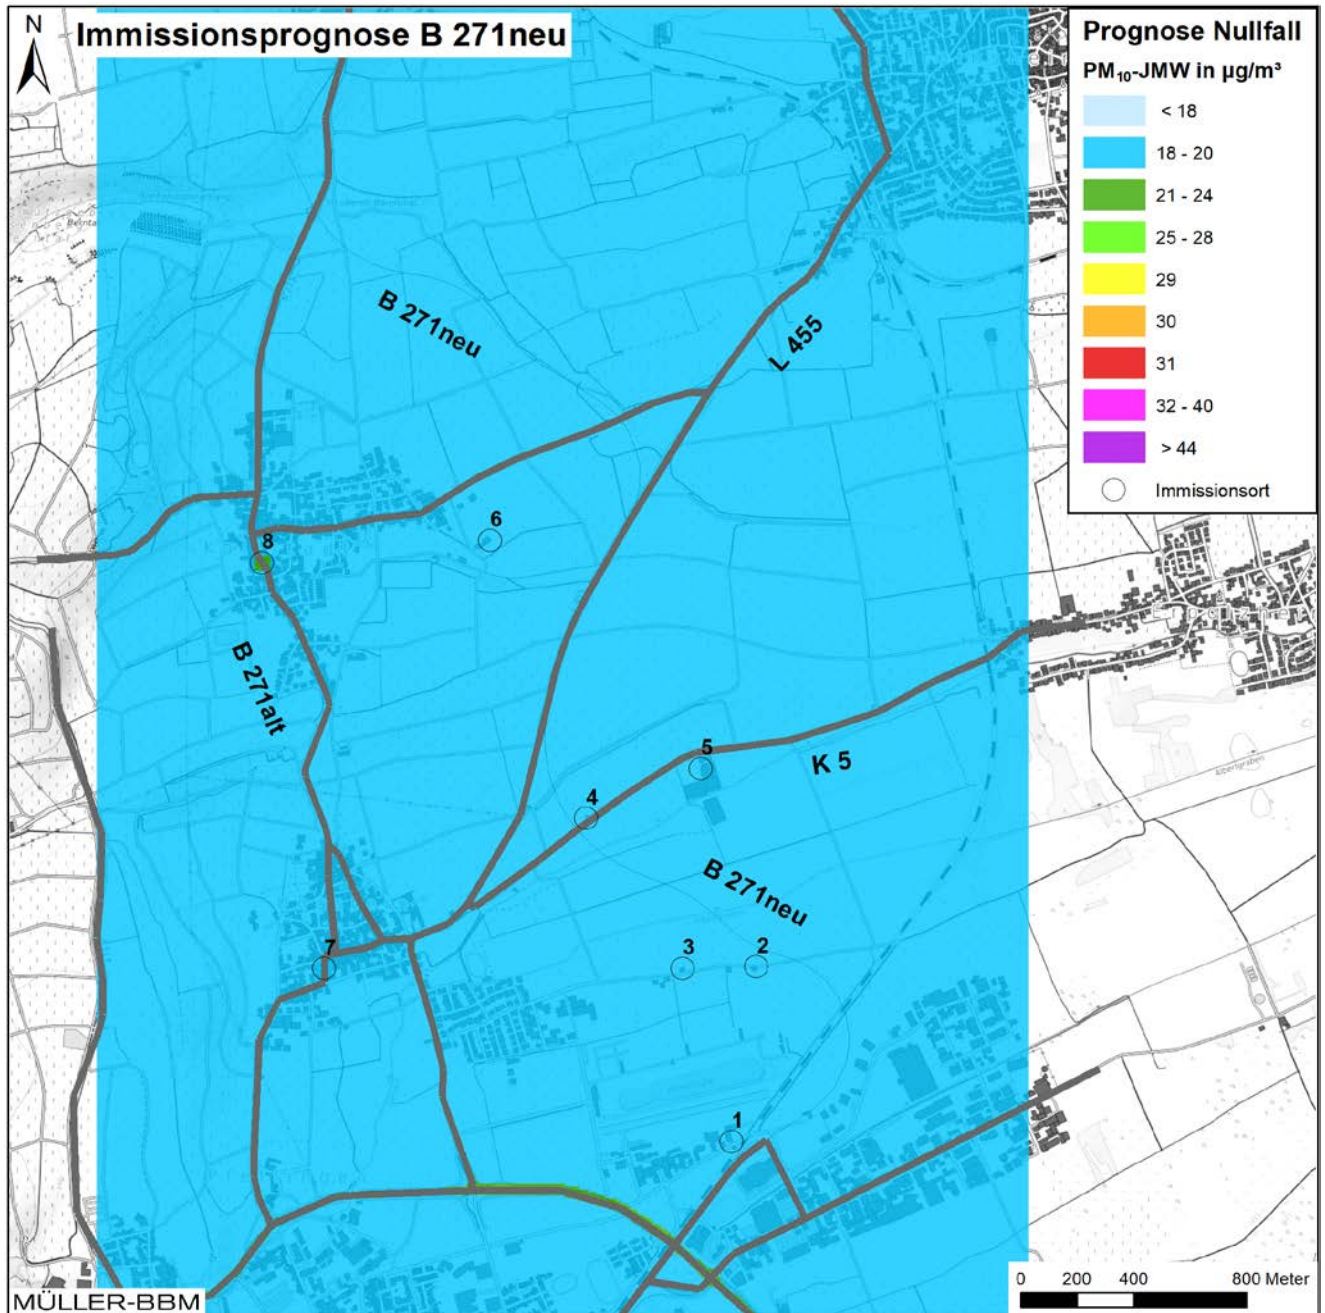 N
Immissionsprognose B 271neu
Prognose Nullfall
PM₁₀-JMW in µg/m³
< 18
18 - 20
21 - 24
25 - 28
29
30
31
32 - 40
> 44
Immissionsort
B 271neu
L 455
6
8
B 271alt
5
K 5
4
B 271neu
7
3
2
1
Albertgraben
0 200 400 800 Meter
MÜLLER-BBM